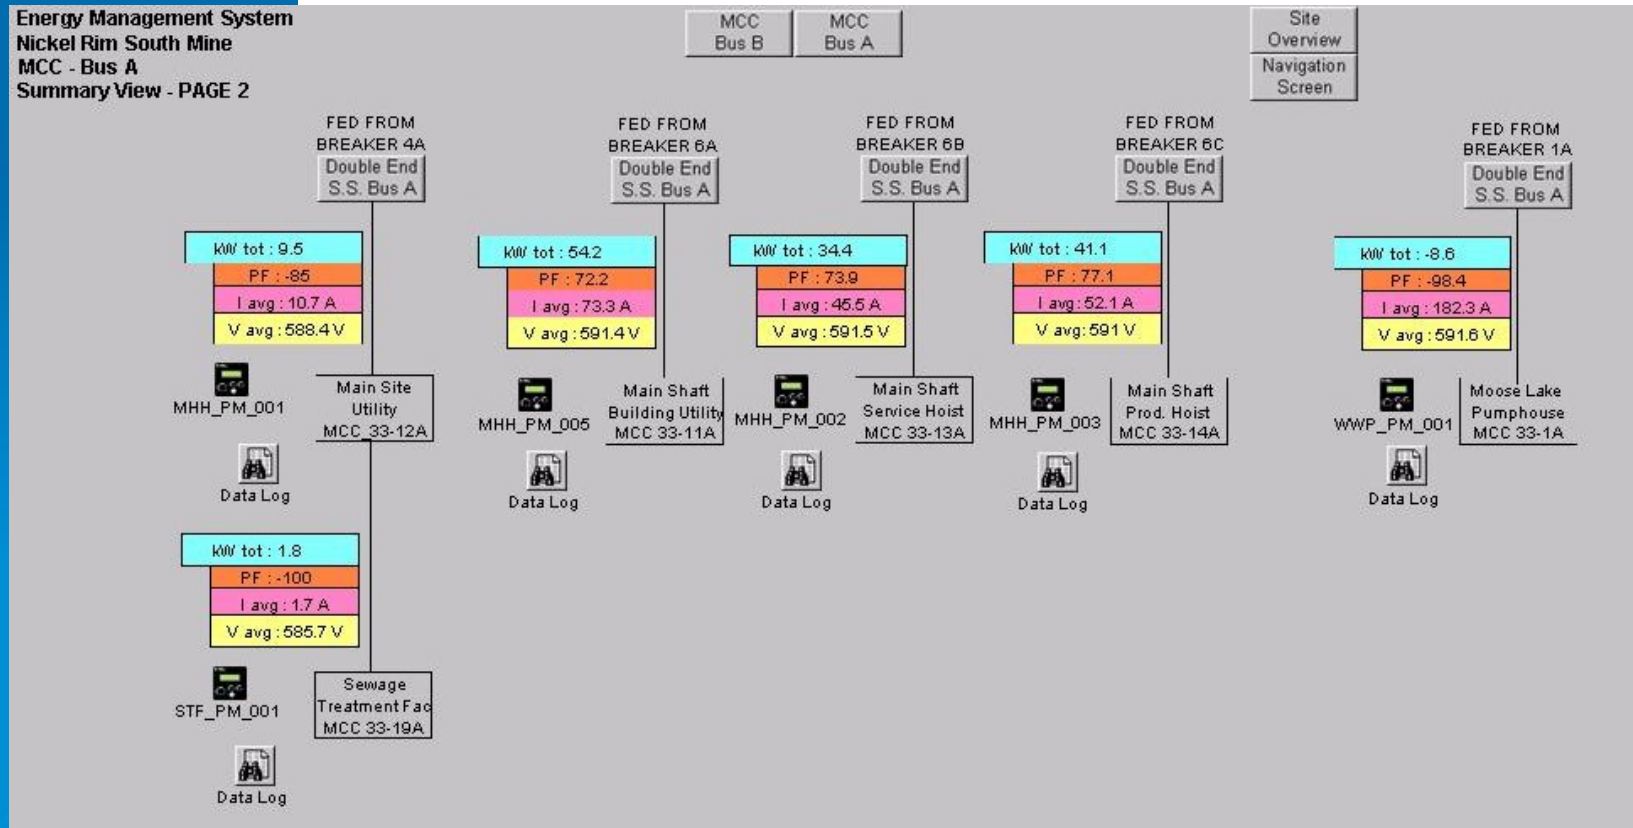 Energy Management System
Nickel Rim South Mine
MCC - Bus A
Summary View - PAGE 2
MCC
Bus B
MCC
Bus A
Site
Overview
Navigation
Screen
FED FROM
BREAKER 4A
Double End
S.S. Bus A
kW tot : 9.5
PF : -85
I avg : 10.7 A
V avg : 588.4 V
MHH_PM_001
Main Site
Utility
MCC_33-12A
Data Log
kW tot : 1.8
PF : -100
I avg : 1.7 A
V avg : 585.7 V
STF_PM_001
Sewage
Treatment Fac
MCC 33-19A
Data Log
FED FROM
BREAKER 6A
Double End
S.S. Bus A
kW tot : 54.2
PF : 72.2
I avg : 73.3 A
V avg : 591.4 V
MHH_PM_005
Main Shaft
Building Utility
MCC 33-11A
Data Log
FED FROM
BREAKER 6B
Double End
S.S. Bus A
kW tot : 34.4
PF : 73.9
I avg : 45.5 A
V avg : 591.5 V
MHH_PM_002
Main Shaft
Service Hoist
MCC 33-13A
Data Log
FED FROM
BREAKER 6C
Double End
S.S. Bus A
kW tot : 41.1
PF : 77.1
I avg : 52.1 A
V avg : 591 V
MHH_PM_003
Main Shaft
Prod. Hoist
MCC 33-14A
Data Log
FED FROM
BREAKER 1A
Double End
S.S. Bus A
kW tot : -8.6
PF : -98.4
I avg : 182.3 A
V avg : 591.6 V
WWP_PM_001
Moose Lake
Pumphouse
MCC 33-1A
Data Log